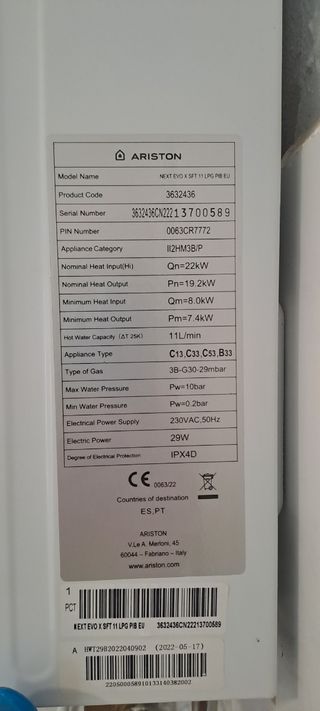 ARISTON
Model Name NEXT EVO X SFT 11 LPG PIB EU
Product Code 3632436
Serial Number 3632436CN22213700589
PIN Number 0063CR7772
Appliance Category II2HM3B/P
Nominal Heat Input(Hi) Qn=22kW
Nominal Heat Output Pn=19.2kW
Minimum Heat Input Qm=8.0kW
Minimum Heat Output Pm=7.4kW
Hot Water Capacity (ΔT 25K) 11L/min
Appliance Type C13,C33,C53,B33
Type of Gas 3B-G30-29mbar
Max Water Pressure Pw=10bar
Min Water Pressure Pw=0.2bar
Electrical Power Supply 230VAC,50Hz
Electric Power 29W
Degree of Electrical Protection IPX4D
CE 0063/22
Countries of destination
ES,PT
ARISTON
V.Le A. Merloni, 45
60044 – Fabriano – Italy
www.ariston.com
1
PCT
NEXT EVO X SFT 11 LPG PIB EU 3632436CN22213700589
A HWT29B2022040902 (2022-05-17)
2205000589101331403820​02